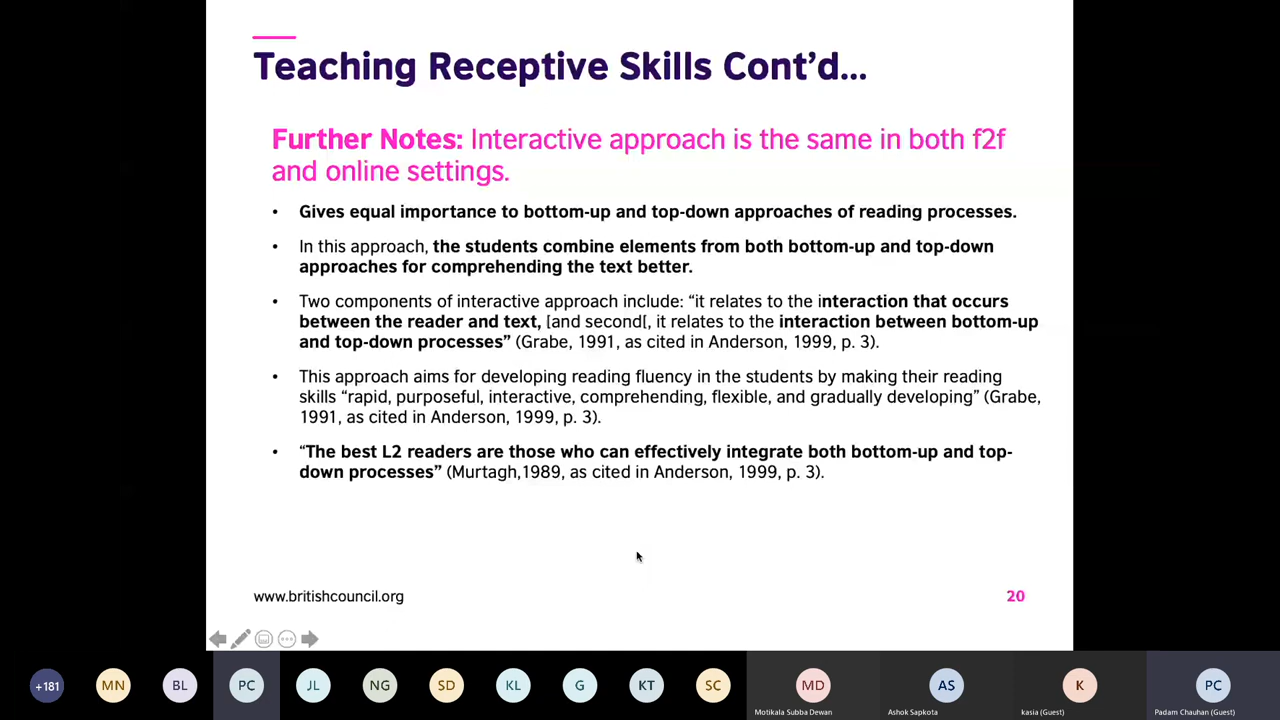 Teaching Receptive Skills Cont’d...
Further Notes: Interactive approach is the same in both f2f
and online settings.
• Gives equal importance to bottom-up and top-down approaches of reading processes.
• In this approach, the students combine elements from both bottom-up and top-down
approaches for comprehending the text better.
• Two components of interactive approach include: “it relates to the interaction that occurs
between the reader and text, [and second[, it relates to the interaction between bottom-up
and top-down processes” (Grabe, 1991, as cited in Anderson, 1999, p. 3).
• This approach aims for developing reading fluency in the students by making their reading
skills “rapid, purposeful, interactive, comprehending, flexible, and gradually developing” (Grabe,
1991, as cited in Anderson, 1999, p. 3).
• “The best L2 readers are those who can effectively integrate both bottom-up and top-
down processes” (Murtagh,1989, as cited in Anderson, 1999, p. 3).
www.britishcouncil.org 20
+181 MN BL PC JL NG SD KL G KT SC MD AS K PC
Motikala Subba Dewan Ashok Sapkota kasia (Guest) Padam Chauhan (Guest)